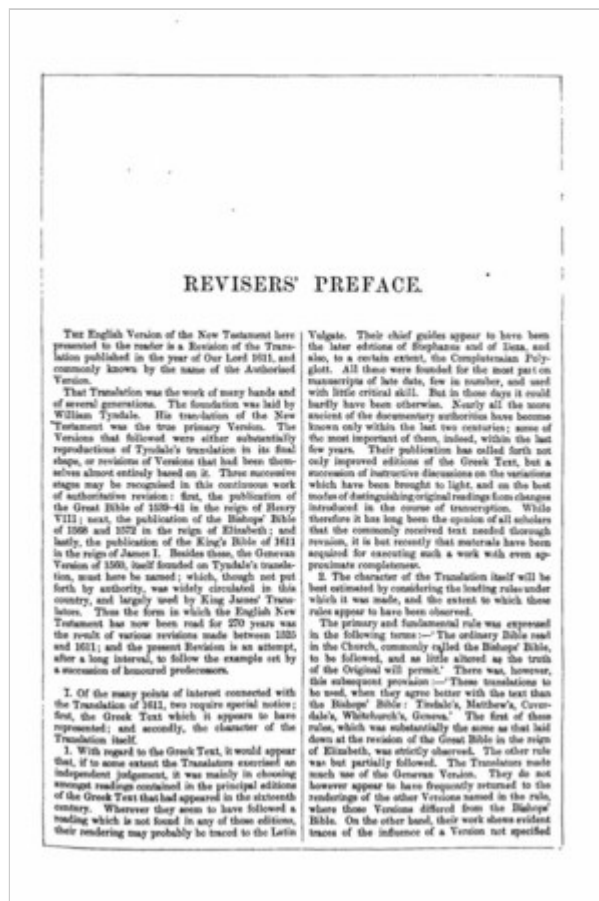 REVISERS' PREFACE.
THE English Version of the New Testament here
presented to the reader is a Revision of the Trans-
lation published in the year of Our Lord 1611, and
commonly known by the name of the Authorised
Version.
That Translation was the work of many hands and
of several generations. The foundation was laid by
William Tyndale. His translation of the New
Testament was the true primary Version. The
Versions that followed were either substantially
reproductions of Tyndale's translation in its final
shape, or revisions of Versions that had been them-
selves almost entirely based on it. Three successive
stages may be recognised in this continuous work
of authoritative revision: first, the publication of
the Great Bible of 1539-41 in the reign of Henry
VIII; next, the publication of the Bishops' Bible
of 1568 and 1572 in the reign of Elizabeth; and
lastly, the publication of the King's Bible of 1611
in the reign of James I. Besides these, the Genevan
Version of 1560, itself founded on Tyndale's transla-
tion, must here be named; which, though not put
forth by authority, was widely circulated in this
country, and largely used by King James' Trans-
lators. Thus the form in which the English New
Testament has now been read for 270 years was
the result of various revisions made between 1525
and 1611; and the present Revision is an attempt,
after a long interval, to follow the example set by
a succession of honoured predecessors.
I. Of the many points of interest connected with
the Translation of 1611, two require special notice;
first, the Greek Text which it appears to have
represented; and secondly, the character of the
Translation itself.
1. With regard to the Greek Text, it would appear
that, if to some extent the Translators exercised an
independent judgement, it was mainly in choosing
amongst readings contained in the principal editions
of the Greek Text that had appeared in the sixteenth
century. Wherever they seem to have followed a
reading which is not found in any of those editions,
their rendering may probably be traced to the Latin
Vulgate. Their chief guides appear to have been
the later editions of Stephanus and of Beza, and
also, to a certain extent, the Complutensian Poly-
glott. All these were founded for the most part on
manuscripts of late date, few in number, and used
with little critical skill. But in those days it could
hardly have been otherwise. Nearly all the more
ancient of the documentary authorities have become
known only within the last two centuries; some of
the most important of them, indeed, within the last
few years. Their publication has called forth not
only improved editions of the Greek Text, but a
succession of instructive discussions on the variations
which have been brought to light, and on the best
modes of distinguishing original readings from changes
introduced in the course of transcription. While
therefore it has long been the opinion of all scholars
that the commonly received text needed thorough
revision, it is but recently that materials have been
acquired for executing such a work with even ap-
proximate completeness.
2. The character of the Translation itself will be
best estimated by considering the leading rules under
which it was made, and the extent to which these
rules appear to have been observed.
The primary and fundamental rule was expressed
in the following terms:—'The ordinary Bible read
in the Church, commonly called the Bishops' Bible,
to be followed, and as little altered as the truth
of the Original will permit.' There was, however,
this subsequent provision:—'These translations to
be used, when they agree better with the text than
the Bishops' Bible: Tindale's, Matthew's, Cover-
dale's, Whitchurch's, Geneva.' The first of these
rules, which was substantially the same as that laid
down at the revision of the Great Bible in the reign
of Elizabeth, was strictly observed. The other rule
was but partially followed. The Translators made
much use of the Genevan Version. They do not
however appear to have frequently returned to the
renderings of the other Versions named in the rule,
where those Versions differed from the Bishops'
Bible. On the other hand, their work shews evident
traces of the influence of a Version not specified